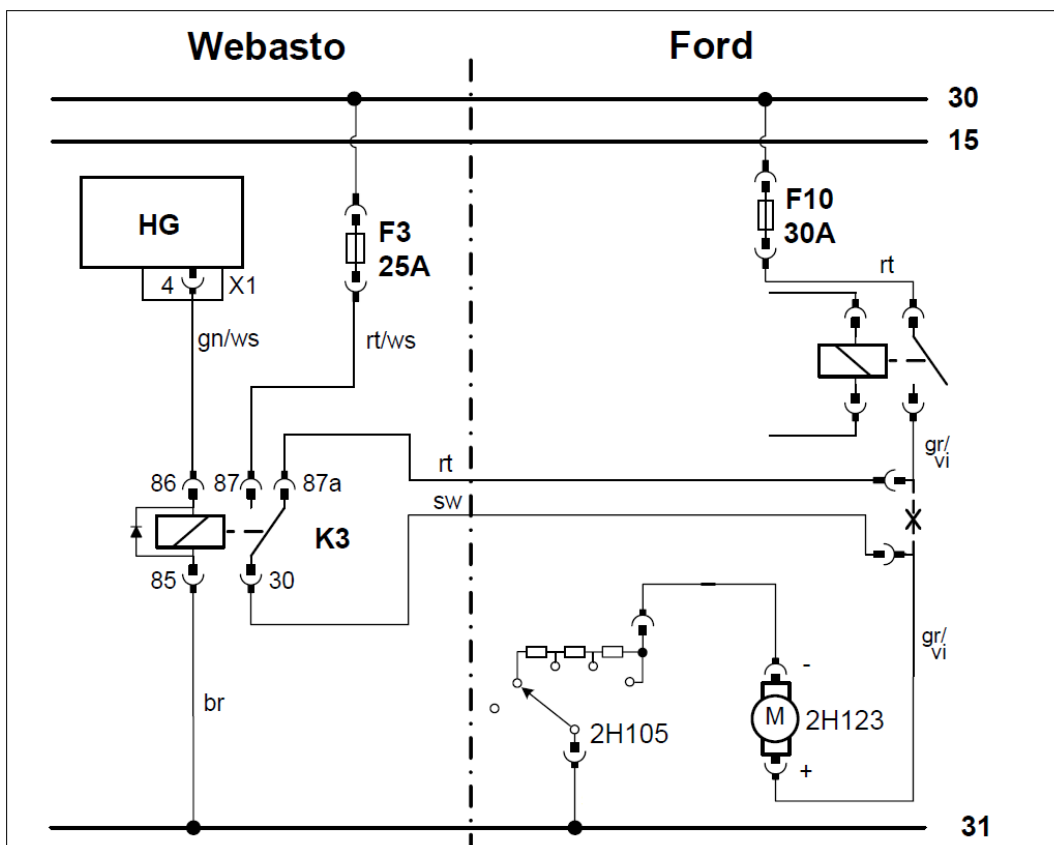 Webasto
Ford
30
15
HG
4
X1
F3
25A
F10
30A
rt
gn/ws
rt/ws
gr/
vi
86
87
87a
rt
sw
K3
85
30
gr/
vi
br
2H105
-
M
2H123
+
31